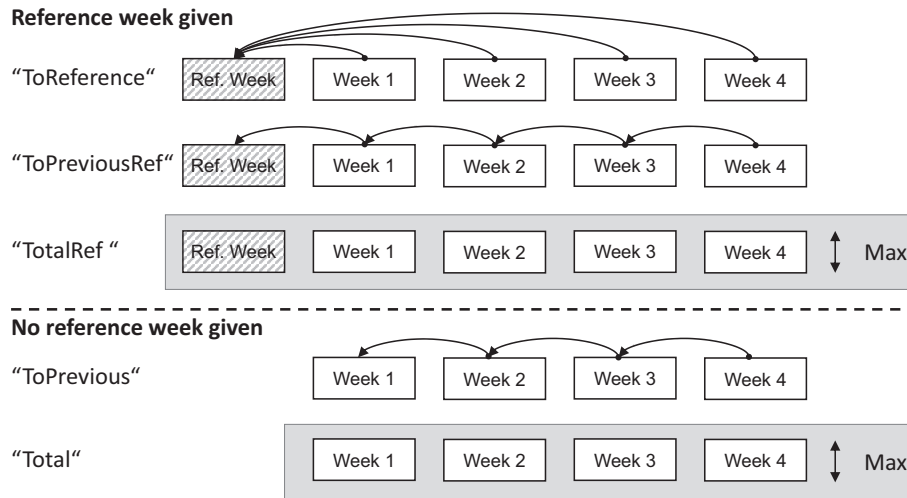 Reference week given
“ToReference“ Ref. Week Week 1 Week 2 Week 3 Week 4
“ToPreviousRef“ Ref. Week Week 1 Week 2 Week 3 Week 4
“TotalRef “ Ref. Week Week 1 Week 2 Week 3 Week 4 Max
No reference week given
“ToPrevious“ Week 1 Week 2 Week 3 Week 4
“Total“ Week 1 Week 2 Week 3 Week 4 Max